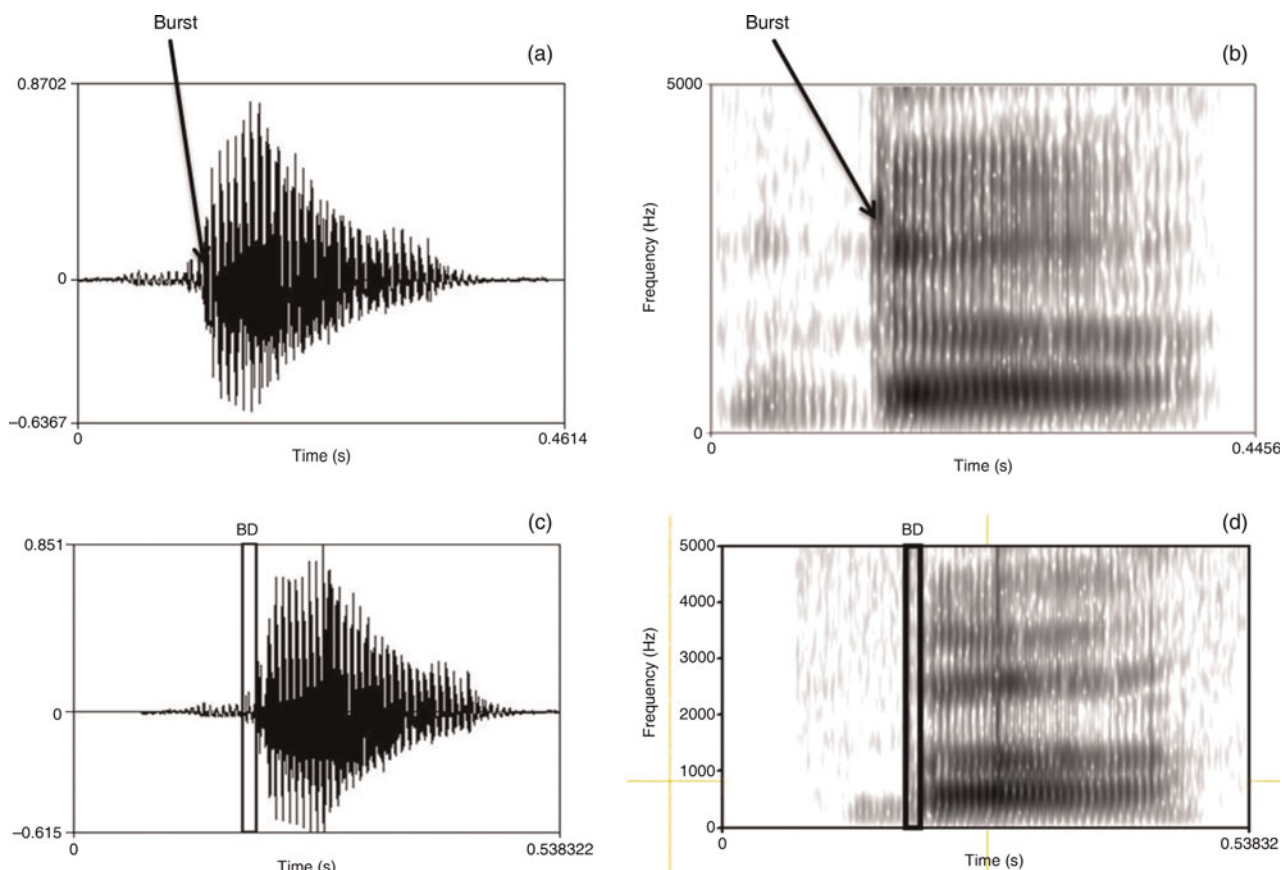 Burst
(a)
0.8702
0
–0.6367
0
0.4614
Time (s)
Burst
(b)
5000
Frequency (Hz)
0
0
0.4456
Time (s)
BD
(c)
0.851
0
–0.615
0
0.538322
Time (s)
BD
(d)
5000
4000
3000
2000
1000
0
Frequency (Hz)
0
0.53832
Time (s)